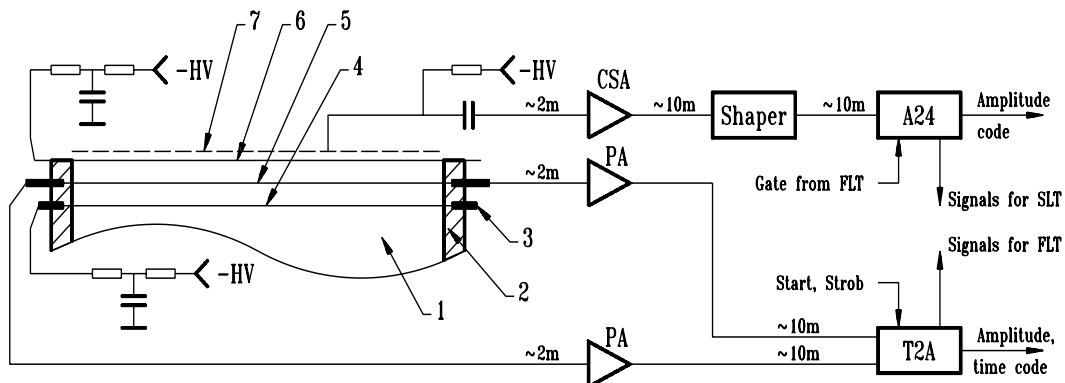 7
6
5
4
-HV
-HV
CSA
~2m
~10m
Shaper
~10m
A24
Amplitude
code
PA
~2m
Gate from FLT
Signals for SLT
3
Signals for FLT
-HV
2
1
Start, Strob
PA
~10m
~2m
~10m
T2A
Amplitude,
time code